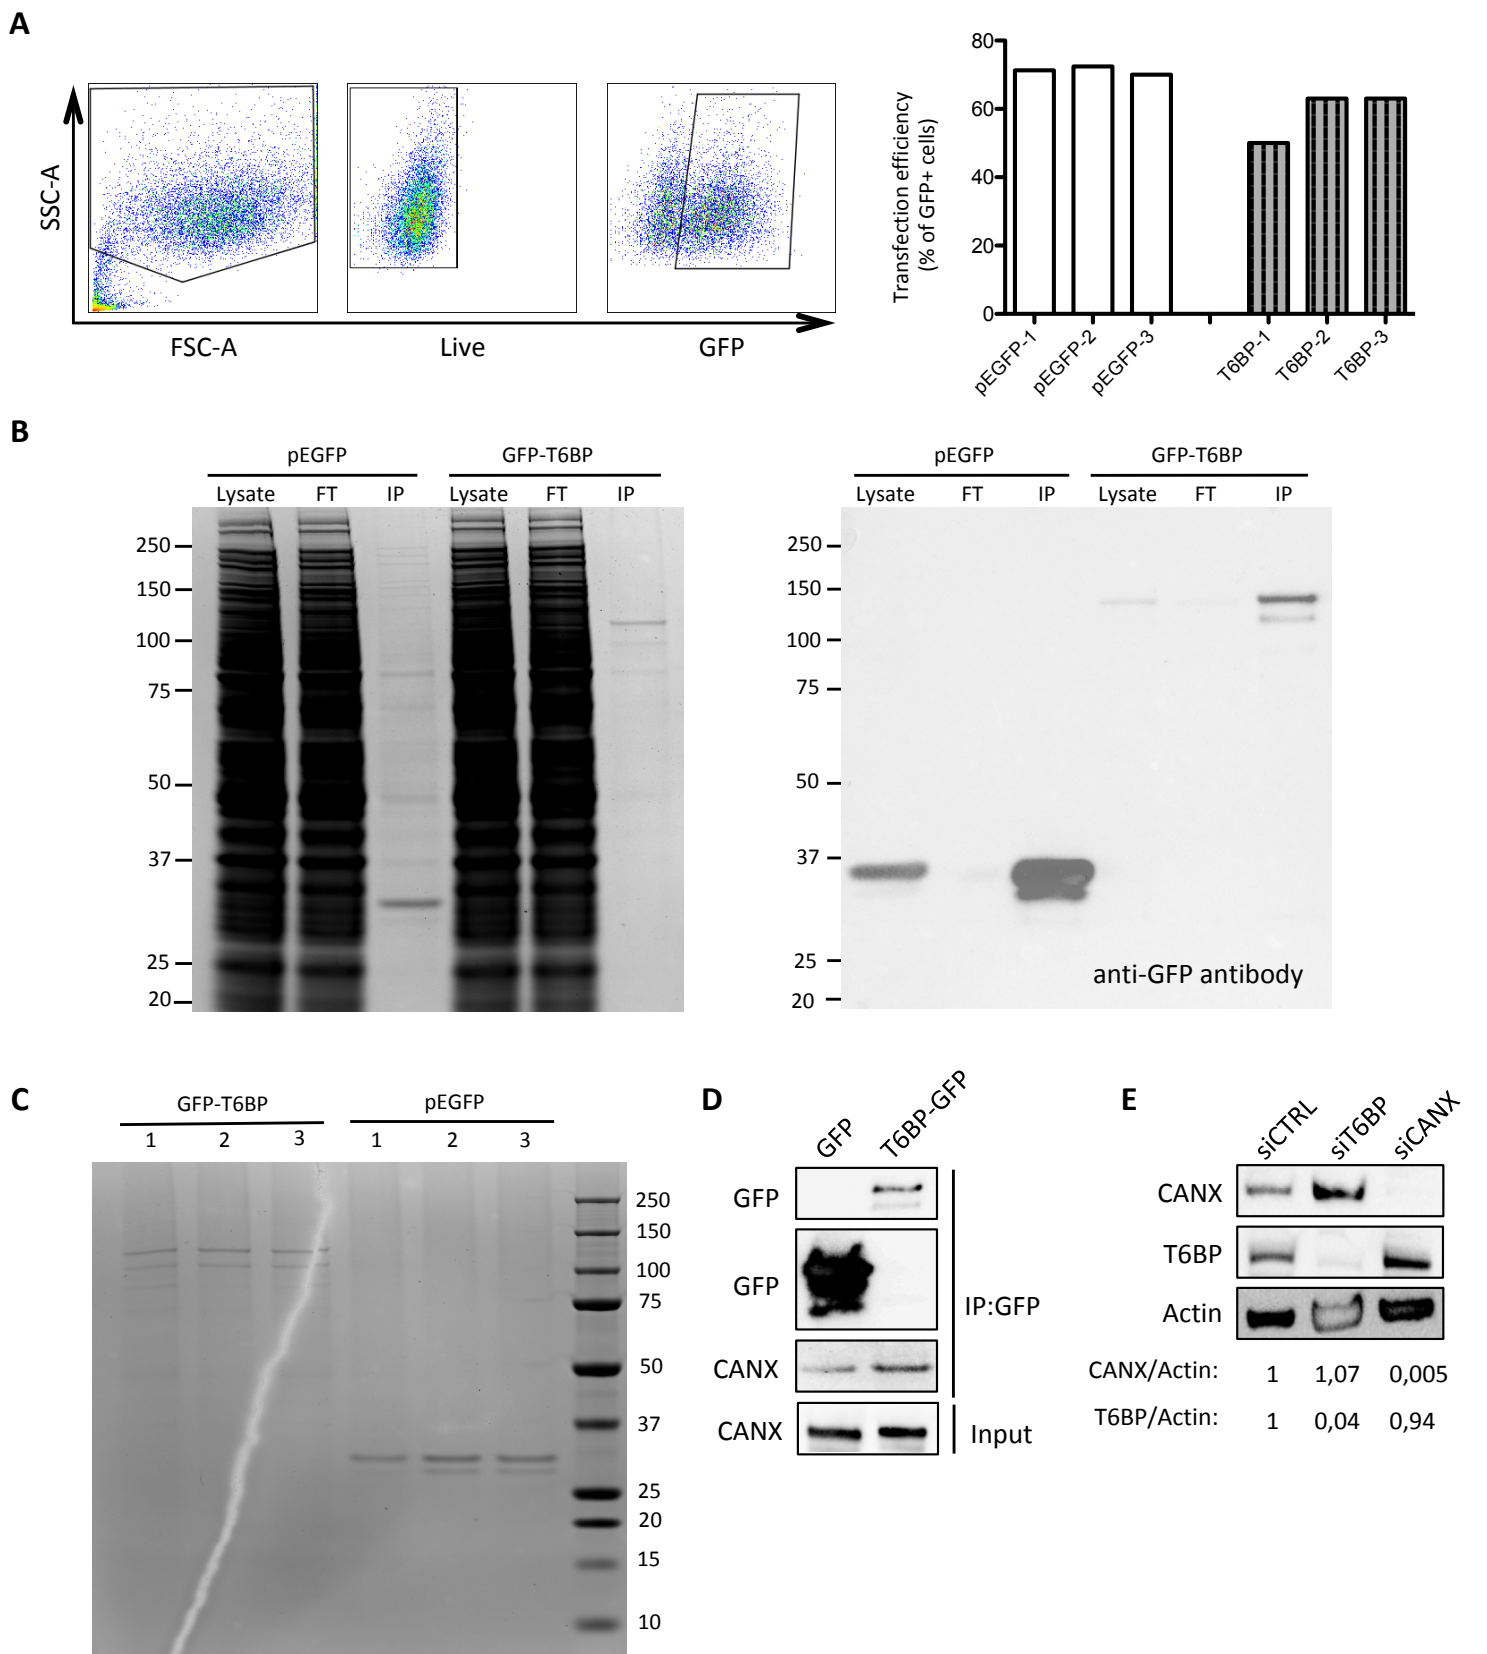 A
SSC-A
FSC-A
Live
GFP
Transfection efficiency
(% of GFP+ cells)
80
60
40
20
0
pEGFP-1
pEGFP-2
pEGFP-3
T6BP-1
T6BP-2
T6BP-3
B
pEGFP
GFP-T6BP
Lysate FT IP Lysate FT IP
250
150
100
75
50
37
25
20
pEGFP
GFP-T6BP
Lysate FT IP Lysate FT IP
250
150
100
75
50
37
25
20
anti-GFP antibody
C
GFP-T6BP
pEGFP
1 2 3 1 2 3
250
150
100
75
50
37
25
20
15
10
D
GFP
T6BP-GFP
GFP
GFP
CANX
IP:GFP
CANX
Input
E
siCTRL
siT6BP
siCANX
CANX
T6BP
Actin
CANX/Actin: 1 1,07 0,005
T6BP/Actin: 1 0,04 0,94